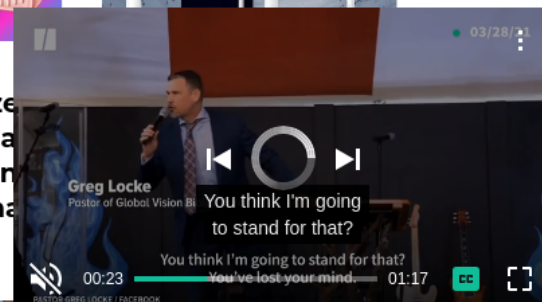 03/28/21
ze
a
n
na
Greg Locke
Pastor of Global Vision Bi
You think I'm going
to stand for that?
You think I'm going to stand for that?
You've lost your mind.
00:23
01:17
CC
PASTOR GREG LOCKE / FACEBOOK